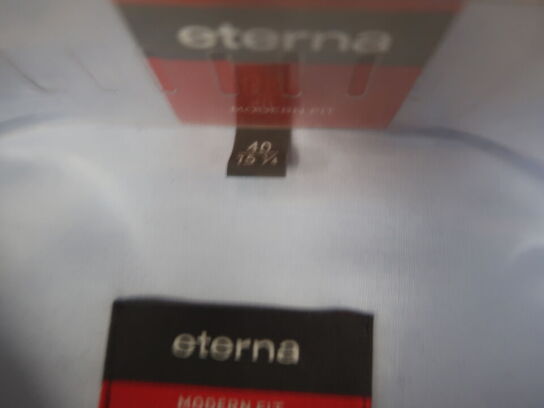 eterna
MODERN FIT
40
15 ¾
eterna
MODERN FIT